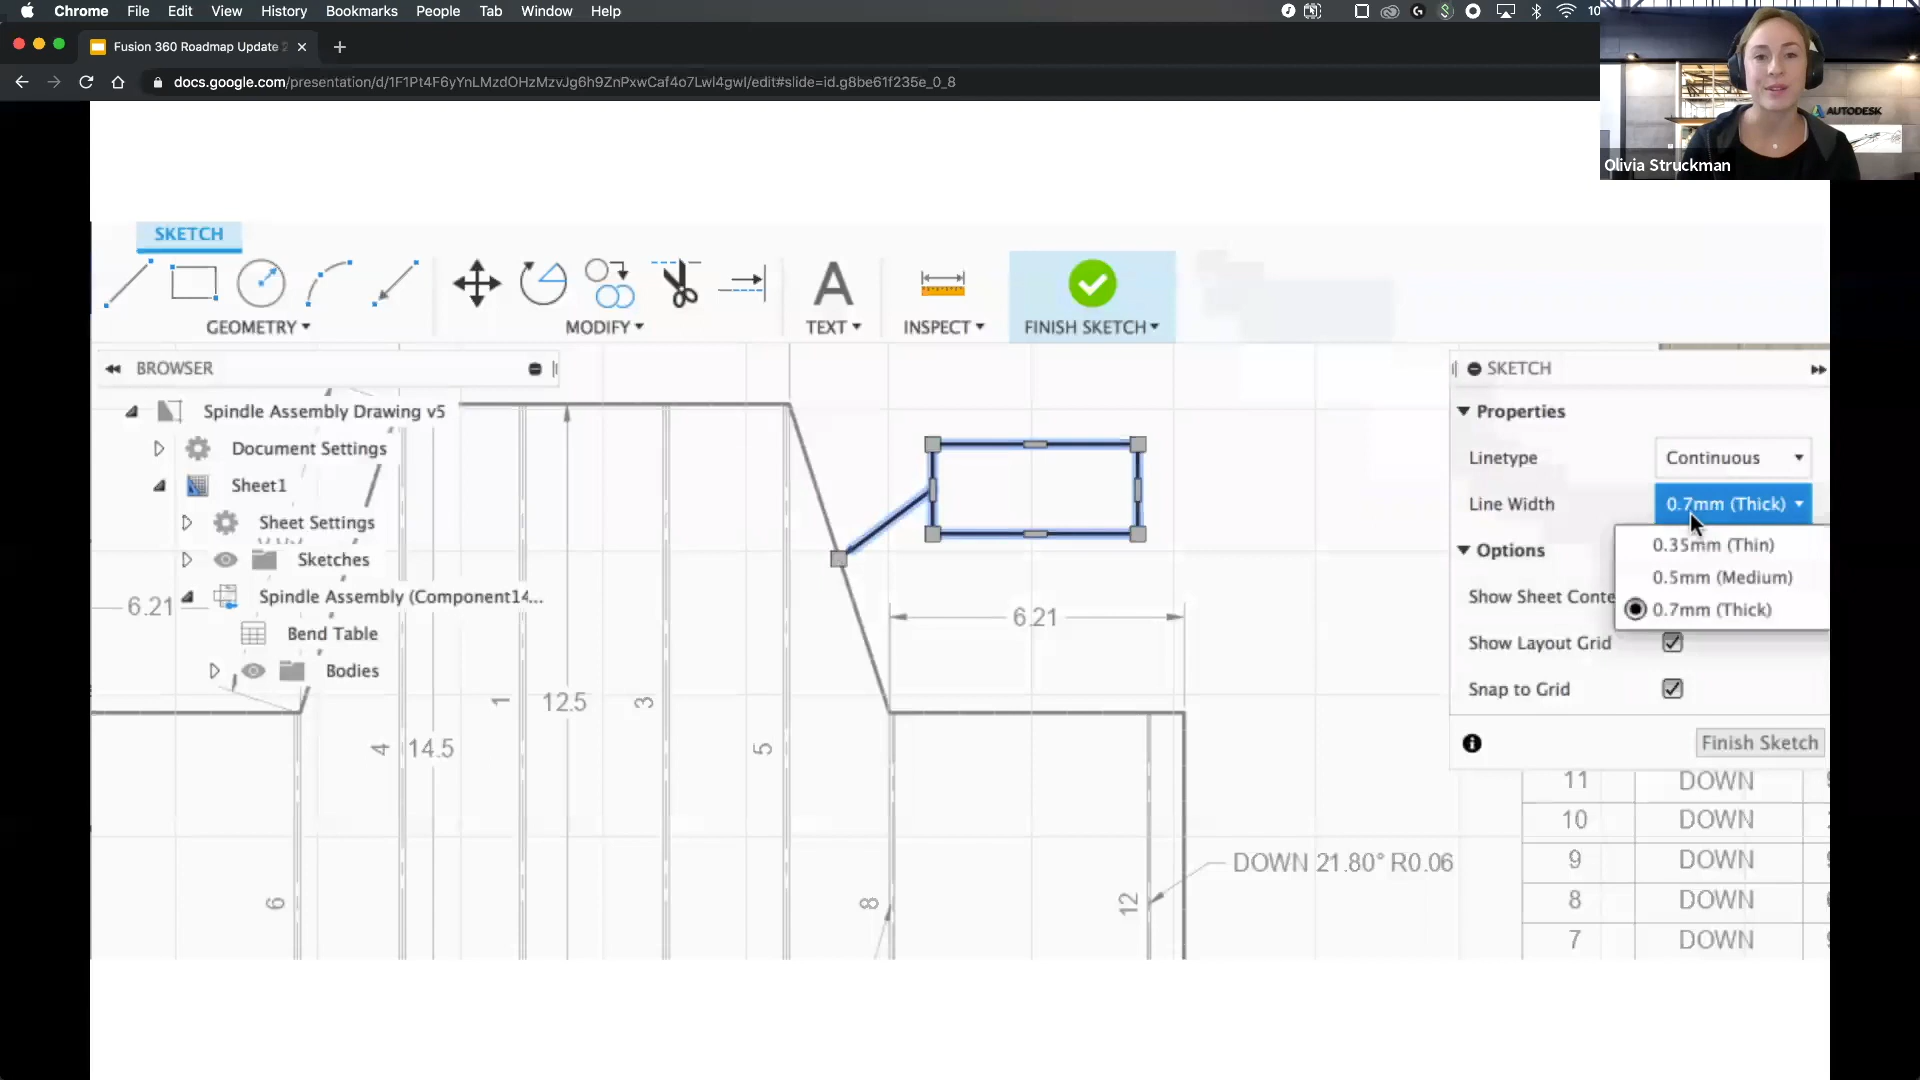 Chrome File Edit View History Bookmarks People Tab Window Help
Fusion 360 Roadmap Update
docs.google.com/presentation/d/1F1Pt4F6yYnLMzdOHzMzvJg6h9ZnPxwCaf4o7LwI4gwI/edit#slide=id.g8be61f235e_0_8
AUTODESK
Olivia Struckman
SKETCH
GEOMETRY MODIFY TEXT INSPECT FINISH SKETCH
BROWSER
Spindle Assembly Drawing v5
Document Settings
Sheet1
Sheet Settings
Sketches
Spindle Assembly (Component14...
Bend Table
Bodies
6.21
6.21
1
12.5
3
4
14.5
5
6
8
12
DOWN 21.80° R0.06
SKETCH
Properties
Linetype Continuous
Line Width 0.7mm (Thick)
0.35mm (Thin)
0.5mm (Medium)
0.7mm (Thick)
Options
Show Sheet Conte
Show Layout Grid
Snap to Grid
Finish Sketch
11 DOWN
10 DOWN
9 DOWN
8 DOWN
7 DOWN